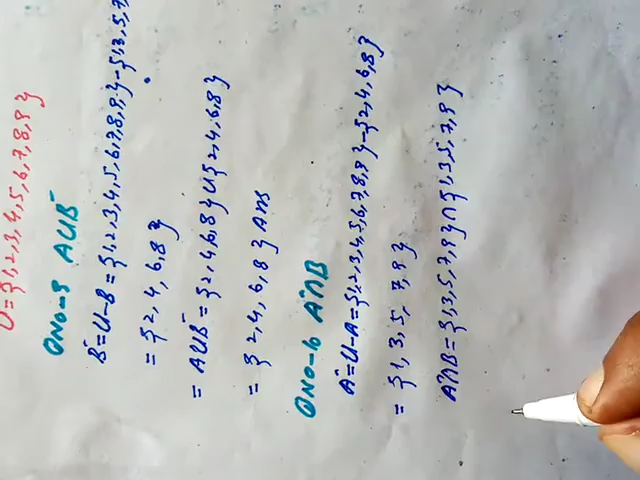 U={1,2,3,4,5,6,7,8,9}
QNO-5 AUB̄
B̄=U-B={1,2,3,4,5,6,7,8,9}-{1,3,5,7
={2,4,6,8}
=AUB̄={2,4,6,8}U{2,4,6,8}
={2,4,6,8} Ans
QNO-6 Ā∩B
Ā=U-A={1,2,3,4,5,6,7,8,9}-{2,4,6,8}
={1,3,5,7,9}
Ā∩B={1,3,5,7,9}∩{1,3,5,7,9}